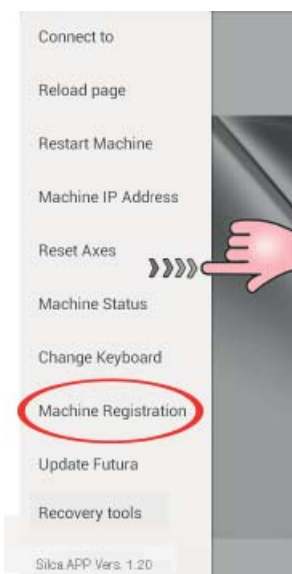 Connect to
Reload page
Restart Machine
Machine IP Address
Reset Axes
Machine Status
Change Keyboard
Machine Registration
Update Futura
Recovery tools
Silca APP Vers. 1.20